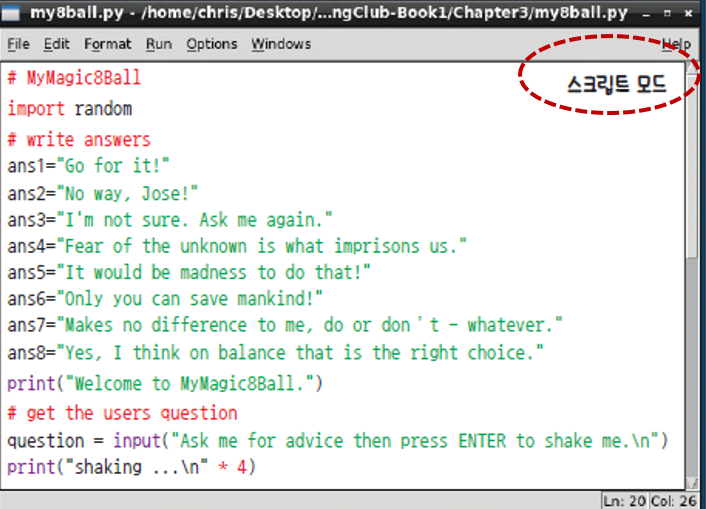 my8ball.py - /home/chris/Desktop/...ngClub-Book1/Chapter3/my8ball.py
File Edit Format Run Options Windows Help
스크립트 모드
# MyMagic8Ball
import random
# write answers
ans1="Go for it!"
ans2="No way, Jose!"
ans3="I'm not sure. Ask me again."
ans4="Fear of the unknown is what imprisons us."
ans5="It would be madness to do that!"
ans6="Only you can save mankind!"
ans7="Makes no difference to me, do or don’t - whatever."
ans8="Yes, I think on balance that is the right choice."
print("Welcome to MyMagic8Ball.")
# get the users question
question = input("Ask me for advice then press ENTER to shake me.\n")
print("shaking ...\n" * 4)
Ln: 20 Col: 26